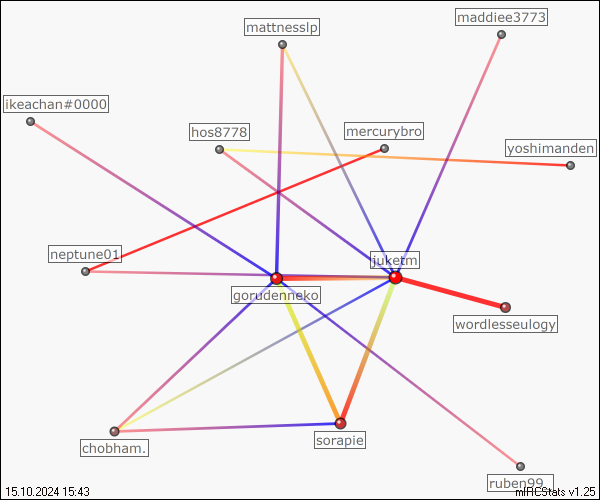 maddiee3773
mattnesslp
ikeachan#0000
hos8778
mercurybro
yoshimanden
neptune01
juketm
gorudenneko
wordlesseulogy
sorapie
chobham.
ruben99_
15.10.2024 15:43
mIRCStats v1.25